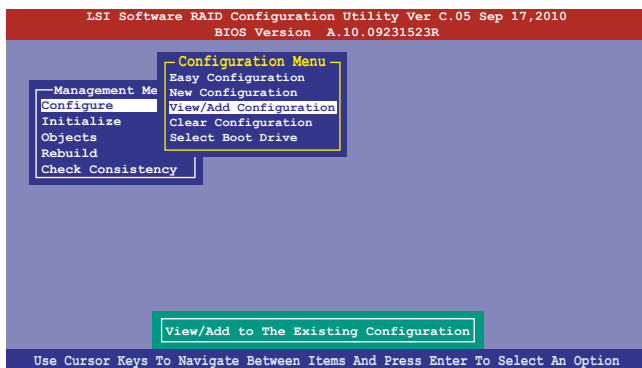 LSI Software RAID Configuration Utility Ver C.05 Sep 17,2010
BIOS Version A.10.09231523R
Configuration Menu
Easy Configuration
New Configuration
View/Add Configuration
Clear Configuration
Select Boot Drive
Management Me
Configure
Initialize
Objects
Rebuild
Check Consistency
View/Add to The Existing Configuration
Use Cursor Keys To Navigate Between Items And Press Enter To Select An Option